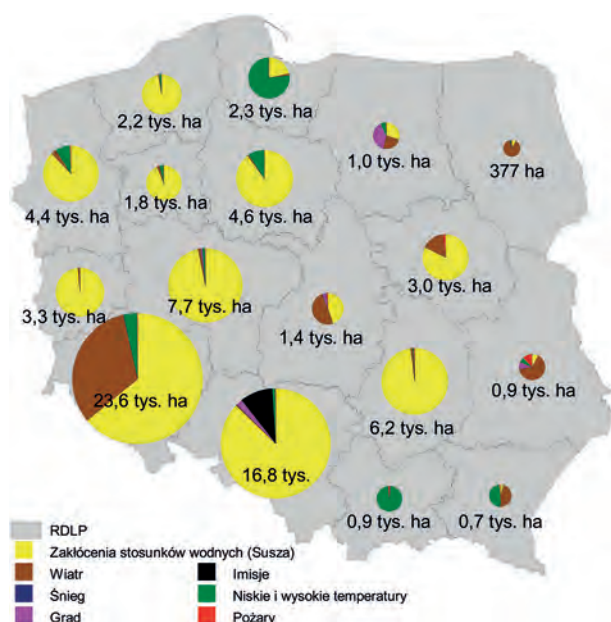 2,2 tys. ha
2,3 tys. ha
1,0 tys. ha
377 ha
4,4 tys. ha
1,8 tys. ha
4,6 tys. ha
3,0 tys. ha
3,3 tys. ha
7,7 tys. ha
1,4 tys. ha
23,6 tys. ha
6,2 tys. ha
0,9 tys. ha
16,8 tys.
0,9 tys. ha
0,7 tys. ha
RDLP
Zakłócenia stosunków wodnych (Susza)
Wiatr
Imisje
Śnieg
Niskie i wysokie temperatury
Grad
Pożary